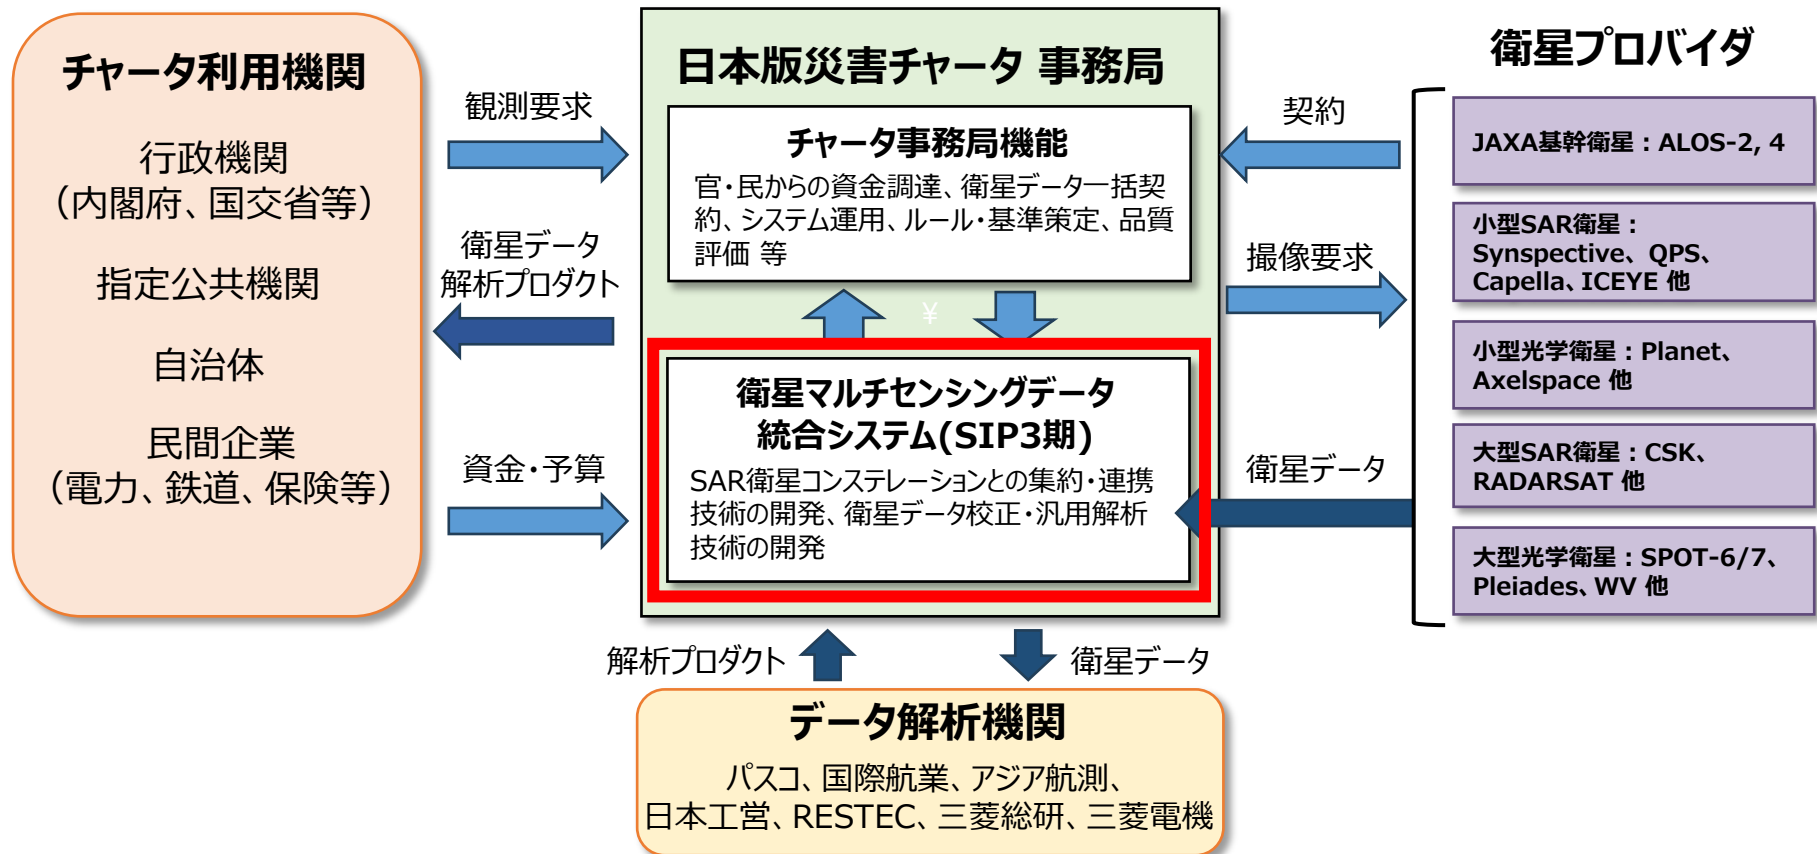 チャータ利用機関
行政機関
（内閣府、国交省等）
指定公共機関
自治体
民間企業
（電力、鉄道、保険等）
観測要求
衛星データ
解析プロダクト
資金・予算
日本版災害チャータ 事務局
チャータ事務局機能
官・民からの資金調達、衛星データ一括契
約、システム運用、ルール・基準策定、品質
評価 等
¥
衛星マルチセンシングデータ
統合システム(SIP3期)
SAR衛星コンステレーションとの集約・連携
技術の開発、衛星データ校正・汎用解析
技術の開発
契約
撮像要求
衛星データ
衛星プロバイダ
JAXA基幹衛星：ALOS-2, 4
小型SAR衛星：
Synspective、QPS、
Capella、ICEYE 他
小型光学衛星：Planet、
Axelspace 他
大型SAR衛星：CSK、
RADARSAT 他
大型光学衛星：SPOT-6/7、
Pleiades、WV 他
解析プロダクト
衛星データ
データ解析機関
パスコ、国際航業、アジア航測、
日本工営、RESTEC、三菱総研、三菱電機